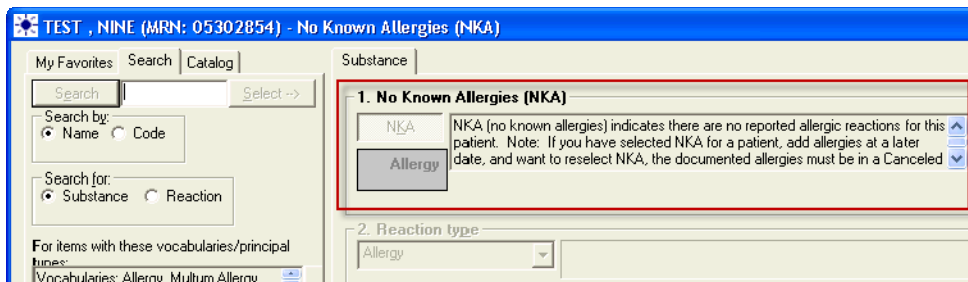 TEST , NINE (MRN: 05302854) - No Known Allergies (NKA)
My Favorites Search Catalog
Search Select -->
Search by:
Name Code
Search for:
Substance Reaction
For items with these vocabularies/principal
types:
Vocabularies: Allergy, Multum Allergy
Substance
1. No Known Allergies (NKA)
NKA
Allergy
NKA (no known allergies) indicates there are no reported allergic reactions for this
patient. Note: If you have selected NKA for a patient, add allergies at a later
date, and want to reselect NKA, the documented allergies must be in a Canceled
2. Reaction type
Allergy